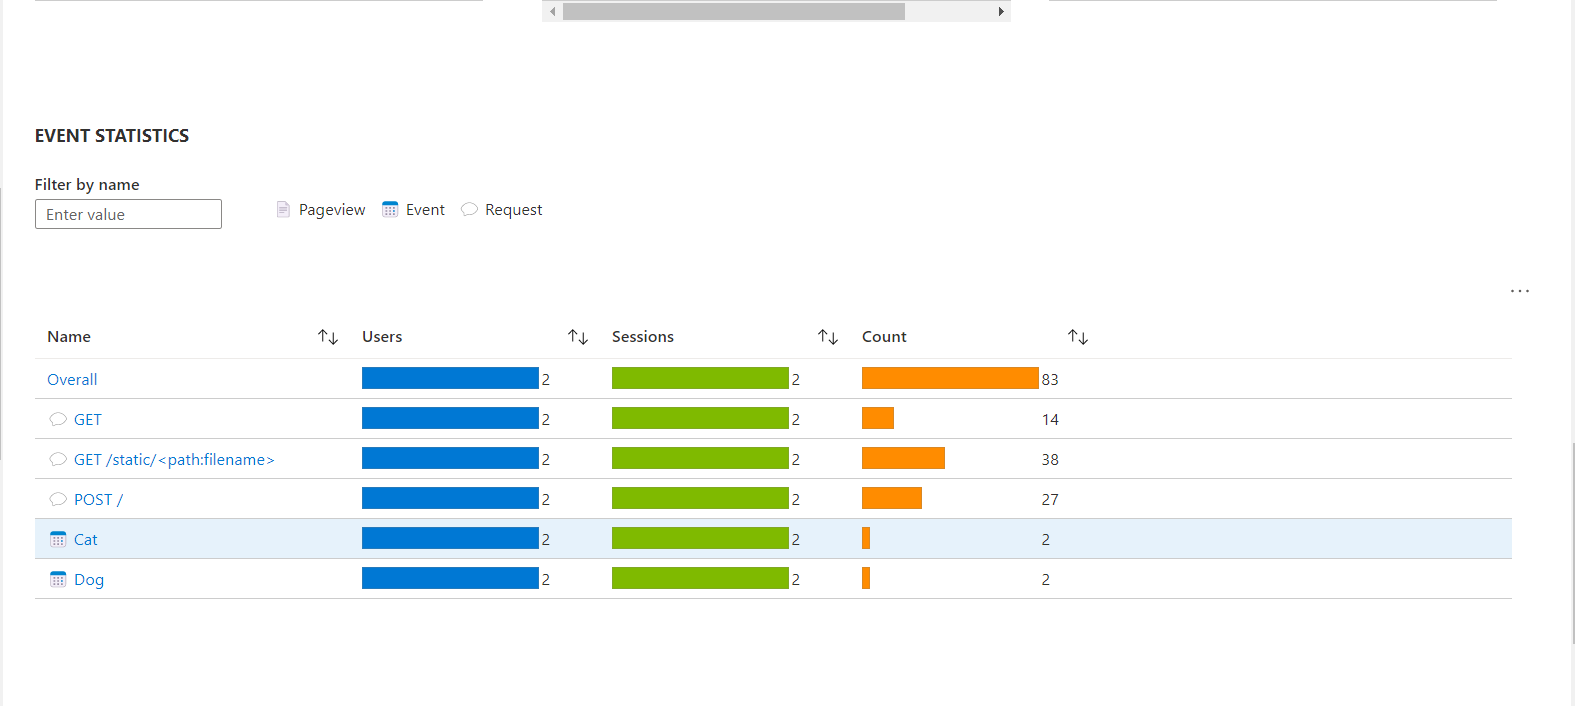 EVENT STATISTICS
Filter by name
Enter value
Pageview Event Request
...
Name Users Sessions Count
Overall 2 2 83
GET 2 2 14
GET /static/<path:filename> 2 2 38
POST / 2 2 27
Cat 2 2 2
Dog 2 2 2